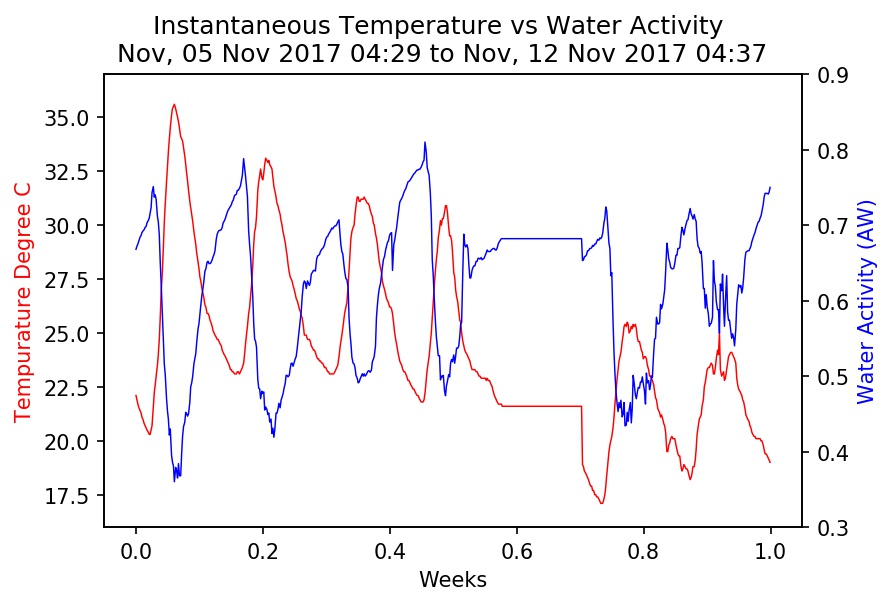 Instantaneous Temperature vs Water Activity
Nov, 05 Nov 2017 04:29 to Nov, 12 Nov 2017 04:37
Tempurature Degree C
35.0
32.5
30.0
27.5
25.0
22.5
20.0
17.5
0.9
0.8
0.7
0.6
0.5
0.4
0.3
Water Activity (AW)
0.0 0.2 0.4 0.6 0.8 1.0
Weeks